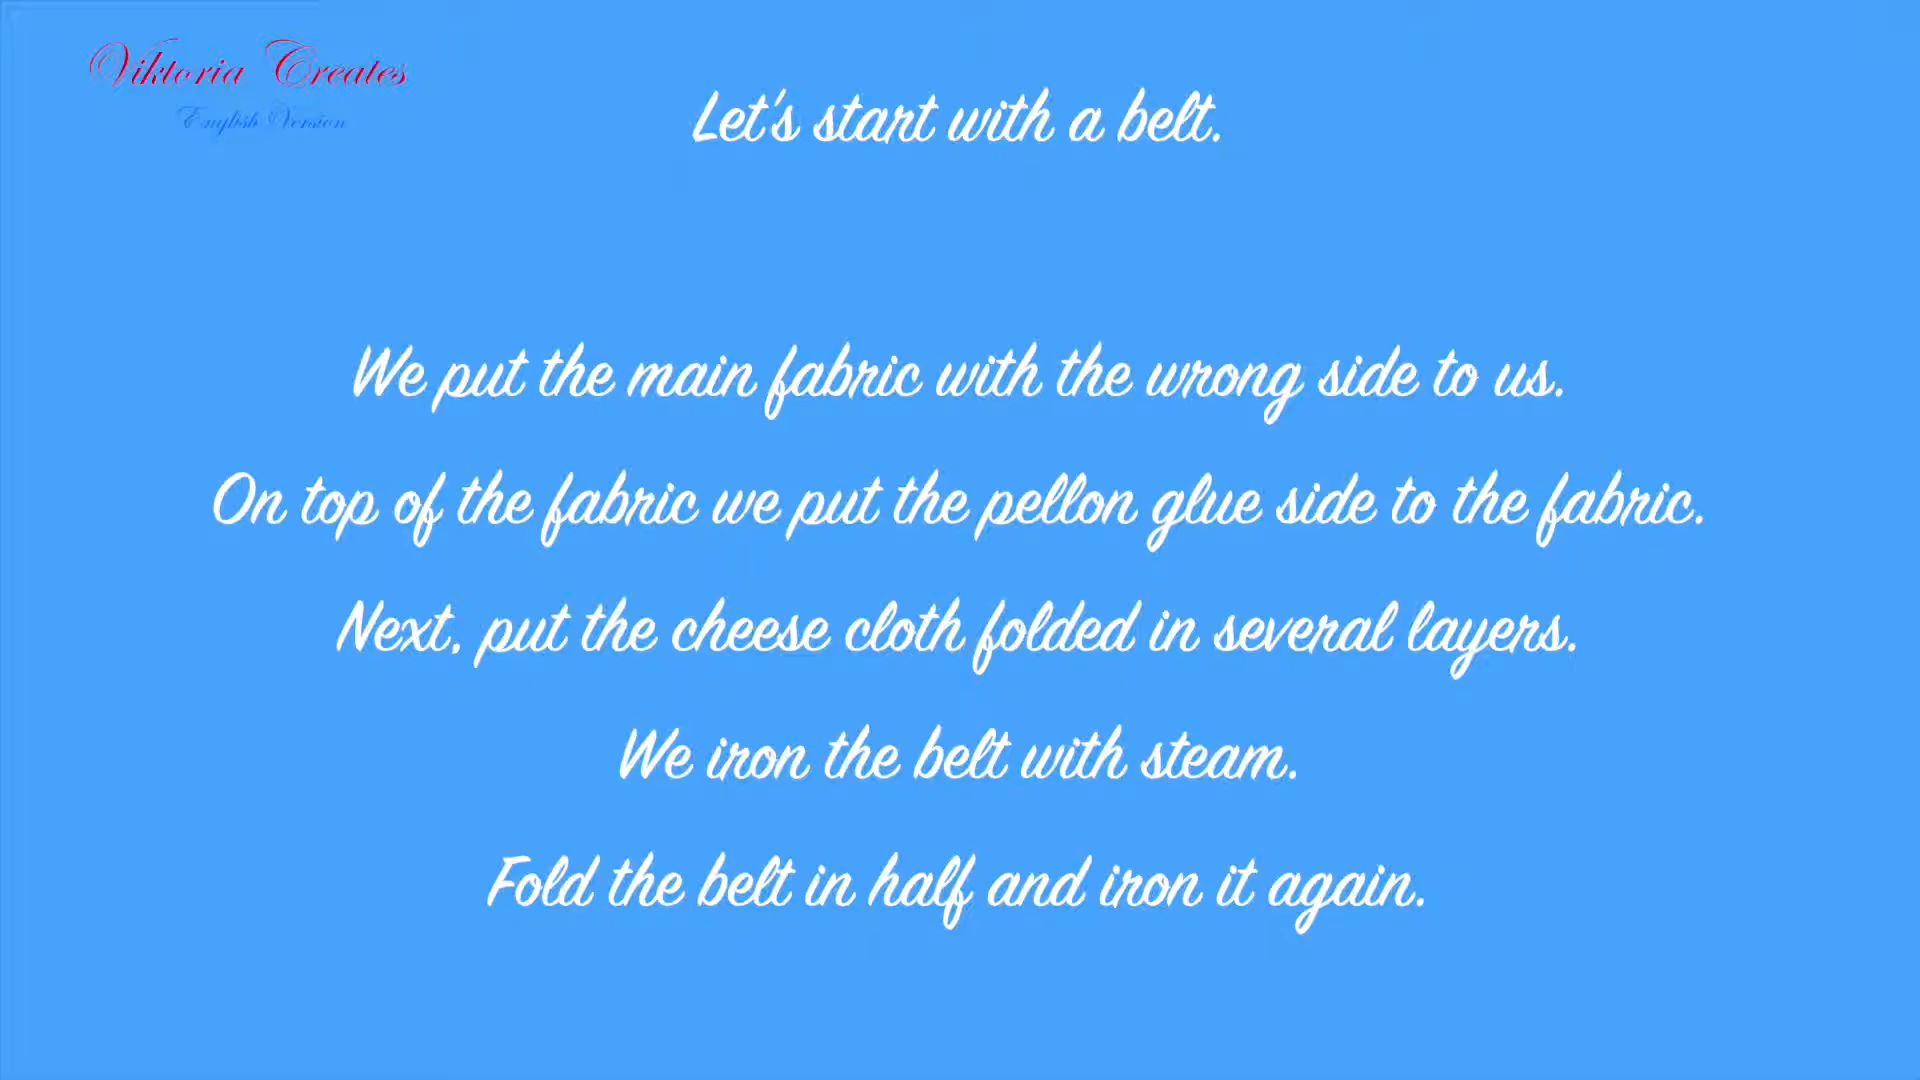 Viktoria Creates
English Version
Let's start with a belt.
We put the main fabric with the wrong side to us.
On top of the fabric we put the pellon glue side to the fabric.
Next, put the cheese cloth folded in several layers.
We iron the belt with steam.
Fold the belt in half and iron it again.